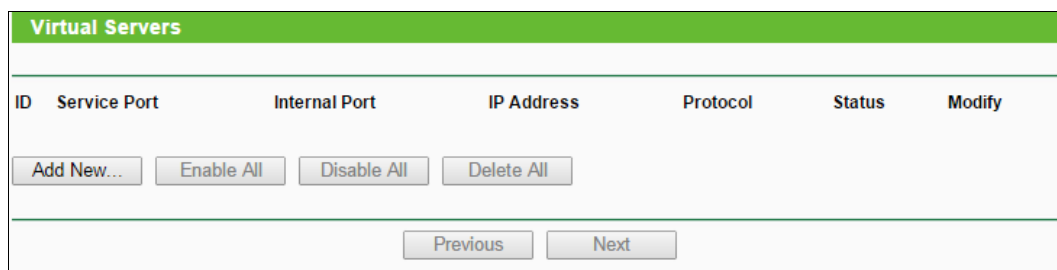 Virtual Servers
ID Service Port Internal Port IP Address Protocol Status Modify
Add New... Enable All Disable All Delete All
Previous Next